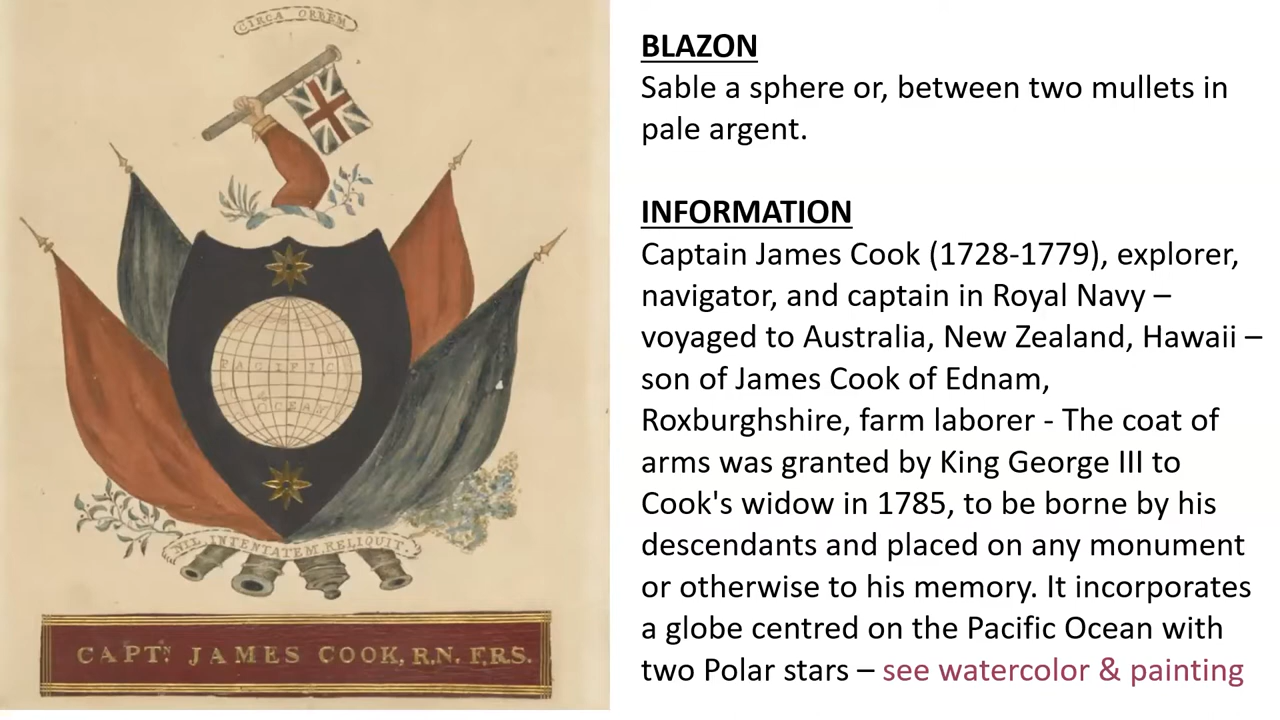 CIRCA ORBEM
PACIFIC
OCEAN
NIL INTENTATEM RELIQUIT.
CAPTN. JAMES COOK, R.N. F.R.S.
BLAZON
Sable a sphere or, between two mullets in
pale argent.
INFORMATION
Captain James Cook (1728-1779), explorer,
navigator, and captain in Royal Navy –
voyaged to Australia, New Zealand, Hawaii –
son of James Cook of Ednam,
Roxburghshire, farm laborer - The coat of
arms was granted by King George III to
Cook's widow in 1785, to be borne by his
descendants and placed on any monument
or otherwise to his memory. It incorporates
a globe centred on the Pacific Ocean with
two Polar stars – see watercolor & painting